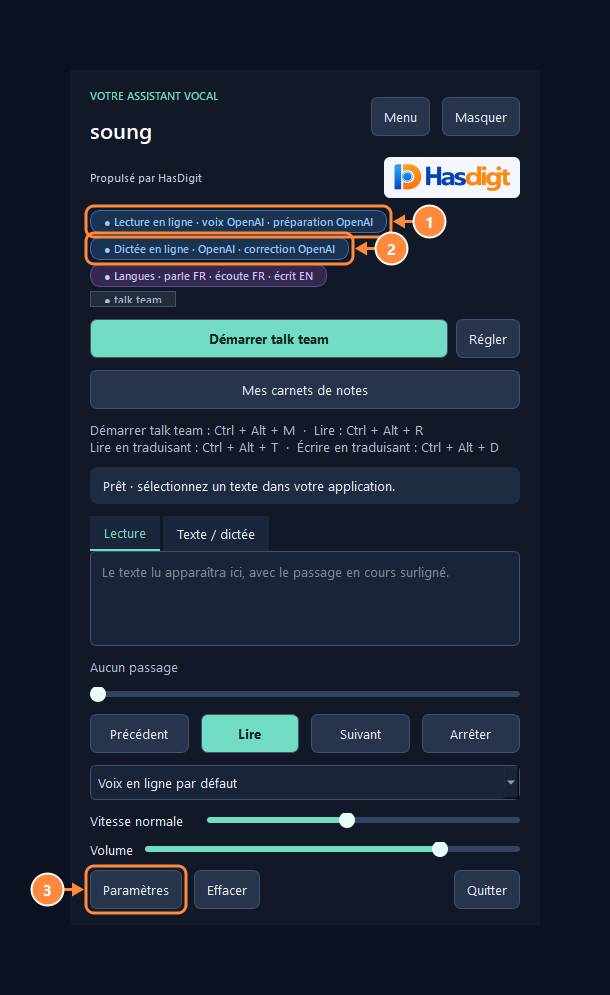 VOTRE ASSISTANT VOCAL
soung
Menu
Masquer
Propulsé par HasDigit
Hasdigit
● Lecture en ligne · voix OpenAI · préparation OpenAI
1
● Dictée en ligne · OpenAI · correction OpenAI
2
● Langues · parle FR · écoute FR · écrit EN
● talk team
Démarrer talk team
Régler
Mes carnets de notes
Démarrer talk team : Ctrl + Alt + M · Lire : Ctrl + Alt + R
Lire en traduisant : Ctrl + Alt + T · Écrire en traduisant : Ctrl + Alt + D
Prêt · sélectionnez un texte dans votre application.
Lecture
Texte / dictée
Le texte lu apparaîtra ici, avec le passage en cours surligné.
Aucun passage
Précédent
Lire
Suivant
Arrêter
Voix en ligne par défaut
Vitesse normale
Volume
3
Paramètres
Effacer
Quitter